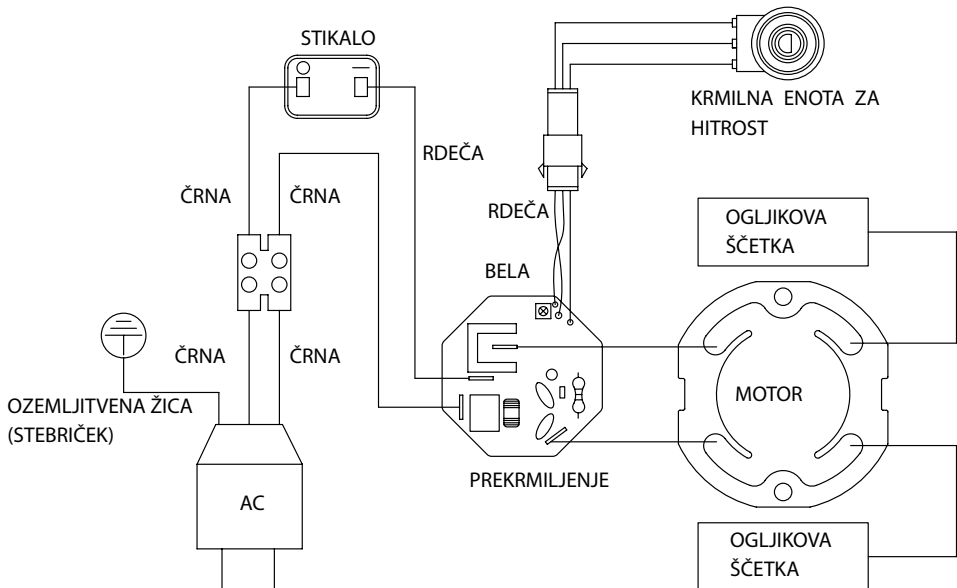 STIKALO
KRMILNA ENOTA ZA
HITROST
RDEČA
ČRNA
ČRNA
RDEČA
OGLJIKOVA
ŠČETKA
BELA
ČRNA
ČRNA
OZEMLJITVENA ŽICA
(STEBRIČEK)
MOTOR
PREKRMILJENJE
AC
OGLJIKOVA
ŠČETKA